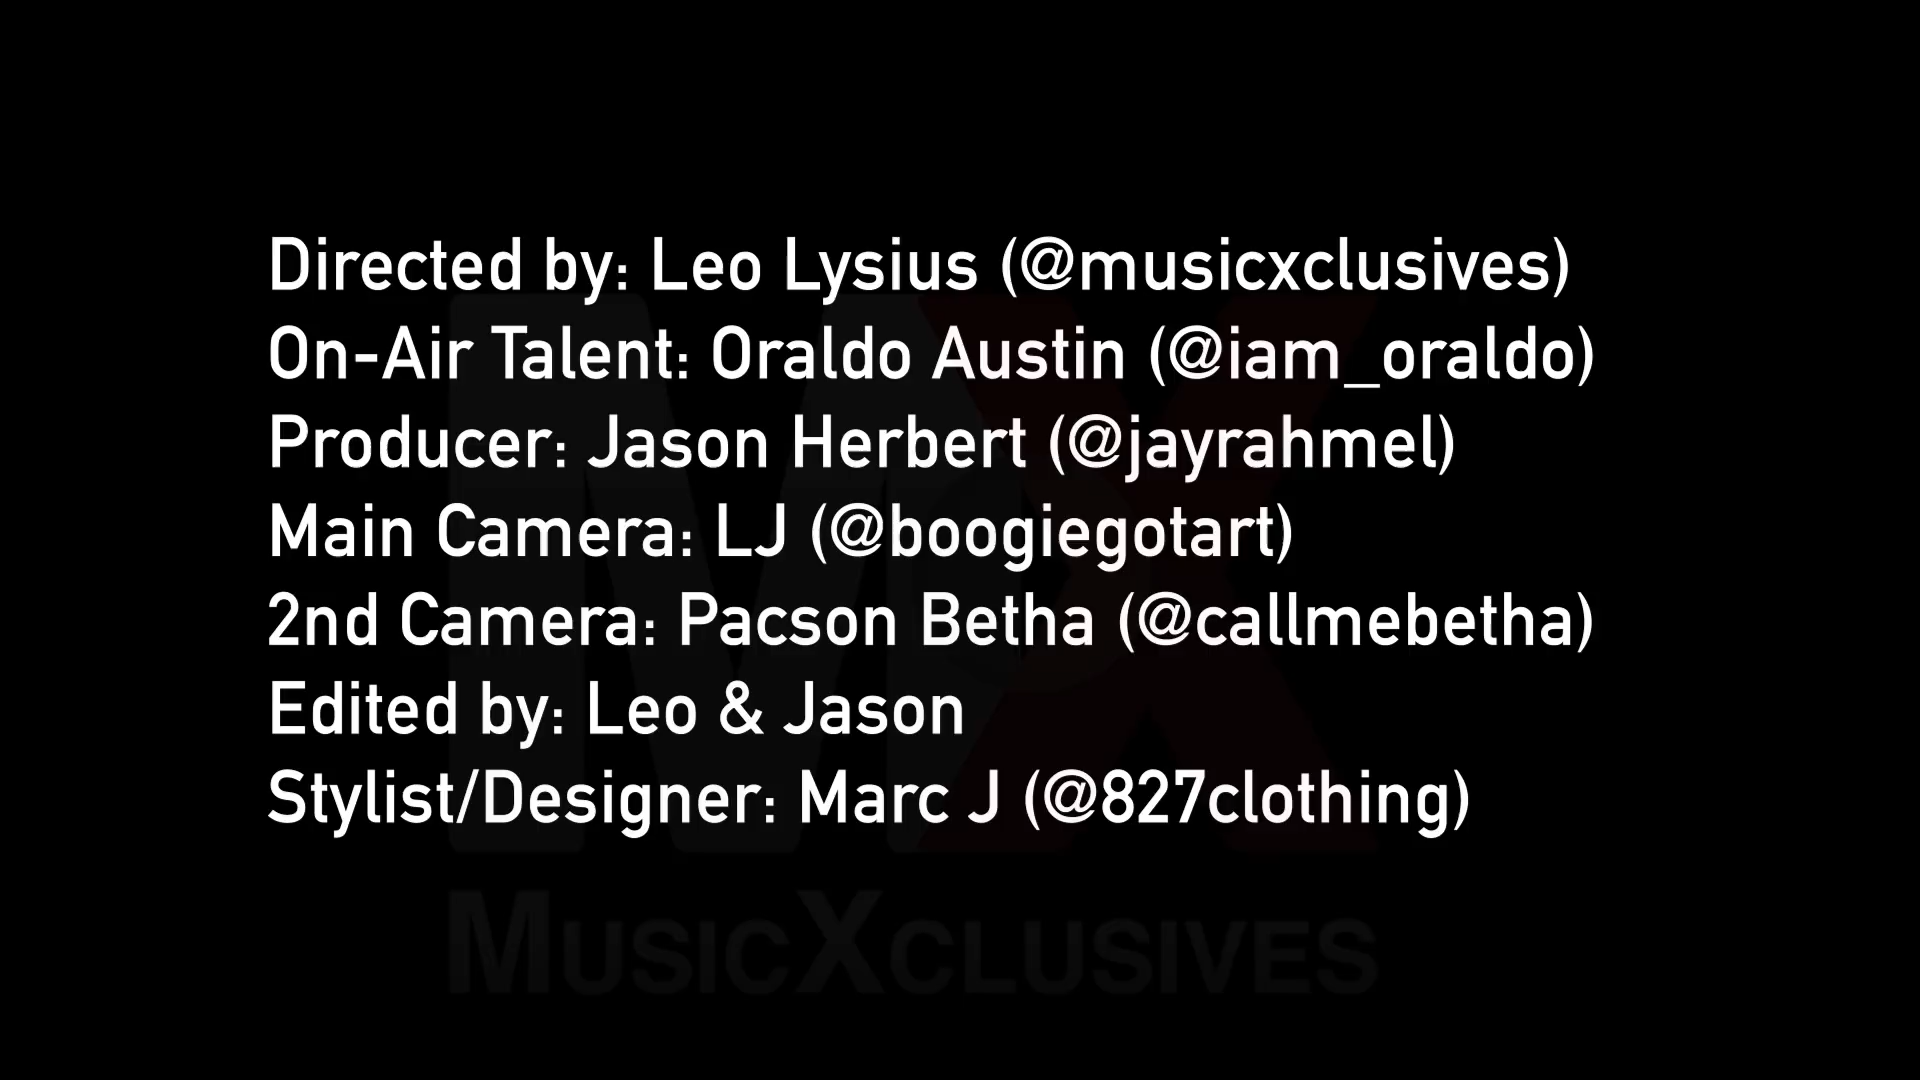 Directed by: Leo Lysius (@musicxclusives)
On-Air Talent: Oraldo Austin (@iam_oraldo)
Producer: Jason Herbert (@jayrahmel)
Main Camera: LJ (@boogiegotart)
2nd Camera: Pacson Betha (@callmebetha)
Edited by: Leo & Jason
Stylist/Designer: Marc J (@827clothing)
MX
MUSICXCLUSIVES